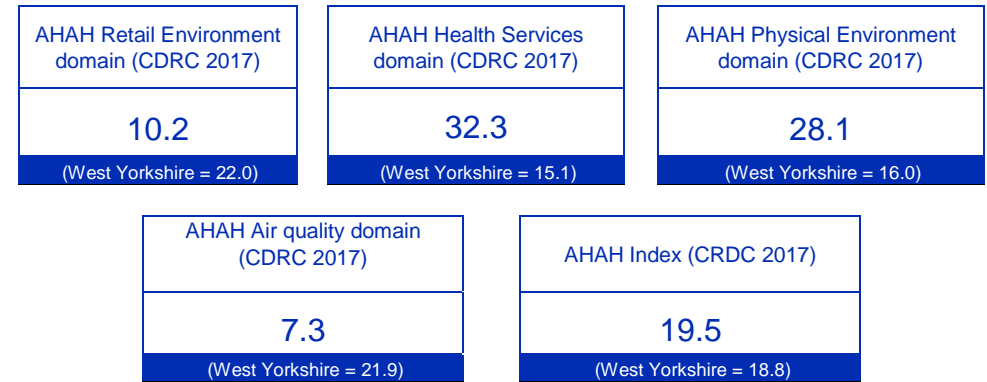 AHAH Retail Environment
domain (CDRC 2017)
10.2
(West Yorkshire = 22.0)
AHAH Health Services
domain (CDRC 2017)
32.3
(West Yorkshire = 15.1)
AHAH Physical Environment
domain (CDRC 2017)
28.1
(West Yorkshire = 16.0)
AHAH Air quality domain
(CDRC 2017)
7.3
(West Yorkshire = 21.9)
AHAH Index (CRDC 2017)
19.5
(West Yorkshire = 18.8)